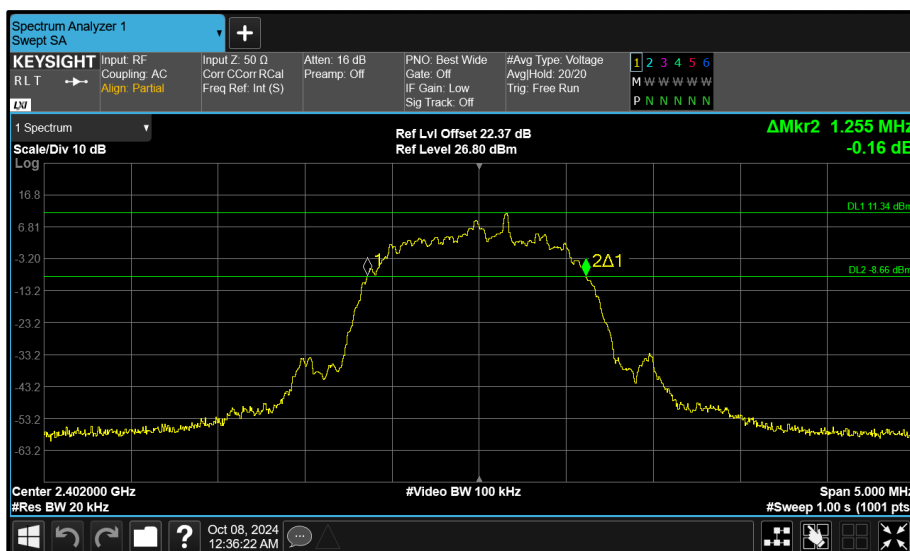 Spectrum Analyzer 1
Swept SA
+
KEYSIGHT
RLT
LXI
Input: RF
Coupling: AC
Align: Partial
Input Z: 50 Ω
Corr CCorr RCal
Freq Ref: Int (S)
Atten: 16 dB
Preamp: Off
PNO: Best Wide
Gate: Off
IF Gain: Low
Sig Track: Off
#Avg Type: Voltage
Avg|Hold: 20/20
Trig: Free Run
1 2 3 4 5 6
M W W W W W
P N N N N N
1 Spectrum
Scale/Div 10 dB
Log
Ref Lvl Offset 22.37 dB
Ref Level 26.80 dBm
ΔMkr2 1.255 MHz
-0.16 dB
16.8
DL1 11.34 dBm
6.81
-3.20
1
2Δ1
DL2 -8.66 dBm
-13.2
-23.2
-33.2
-43.2
-53.2
-63.2
Center 2.402000 GHz
#Res BW 20 kHz
#Video BW 100 kHz
Span 5.000 MHz
#Sweep 1.00 s (1001 pts
?
Oct 08, 2024
12:36:22 AM